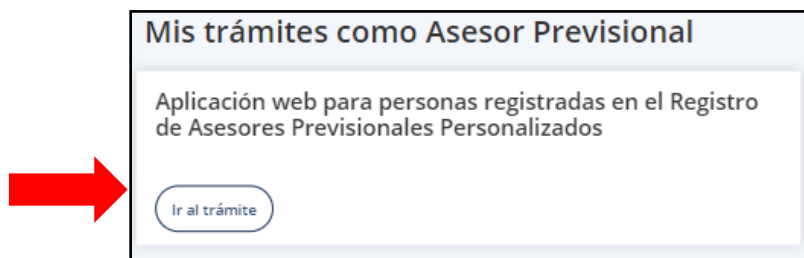 Mis trámites como Asesor Previsional
Aplicación web para personas registradas en el Registro
de Asesores Previsionales Personalizados
Ir al trámite